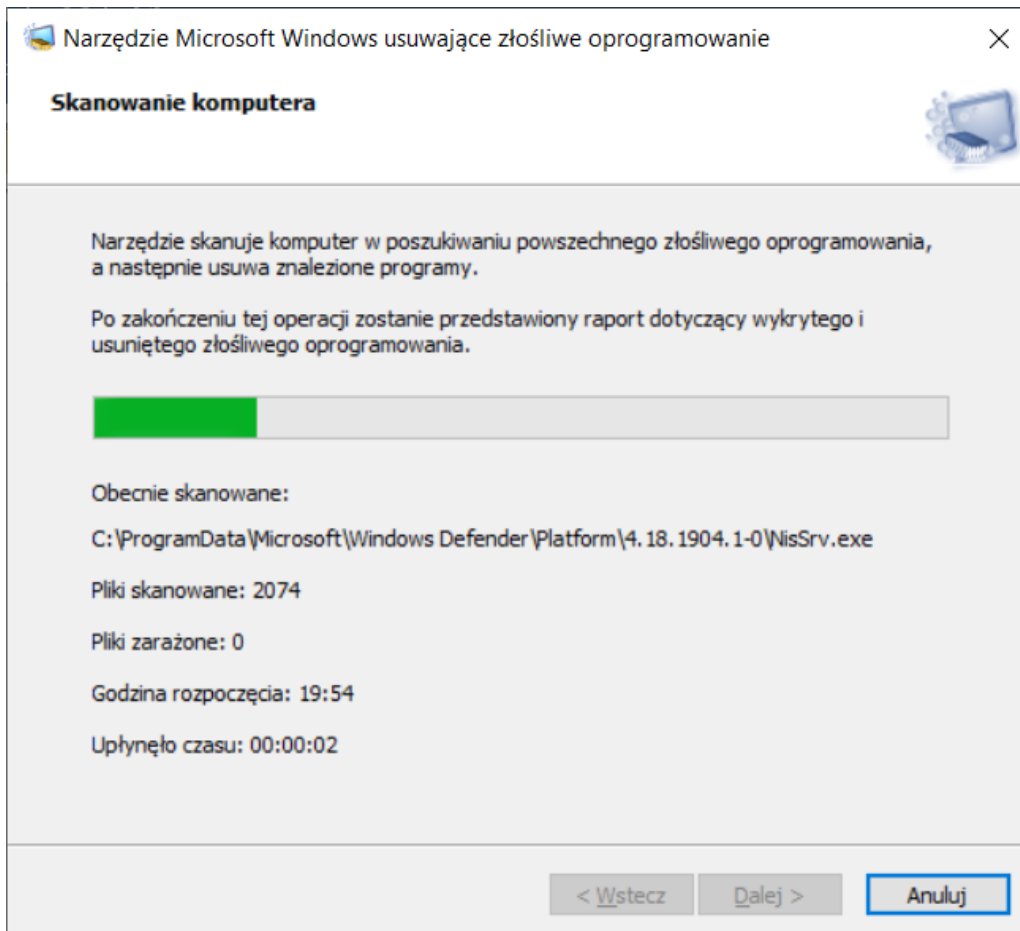 Narzędzie Microsoft Windows usuwające złośliwe oprogramowanie
Skanowanie komputera
Narzędzie skanuje komputer w poszukiwaniu powszechnego złośliwego oprogramowania,
a następnie usuwa znalezione programy.
Po zakończeniu tej operacji zostanie przedstawiony raport dotyczący wykrytego i
usuniętego złośliwego oprogramowania.
Obecnie skanowane:
C:\ProgramData\Microsoft\Windows Defender\Platform\4.18.1904.1-0\NisSrv.exe
Pliki skanowane: 2074
Pliki zarażone: 0
Godzina rozpoczęcia: 19:54
Upłynęło czasu: 00:00:02
< Wstecz Dalej > Anuluj